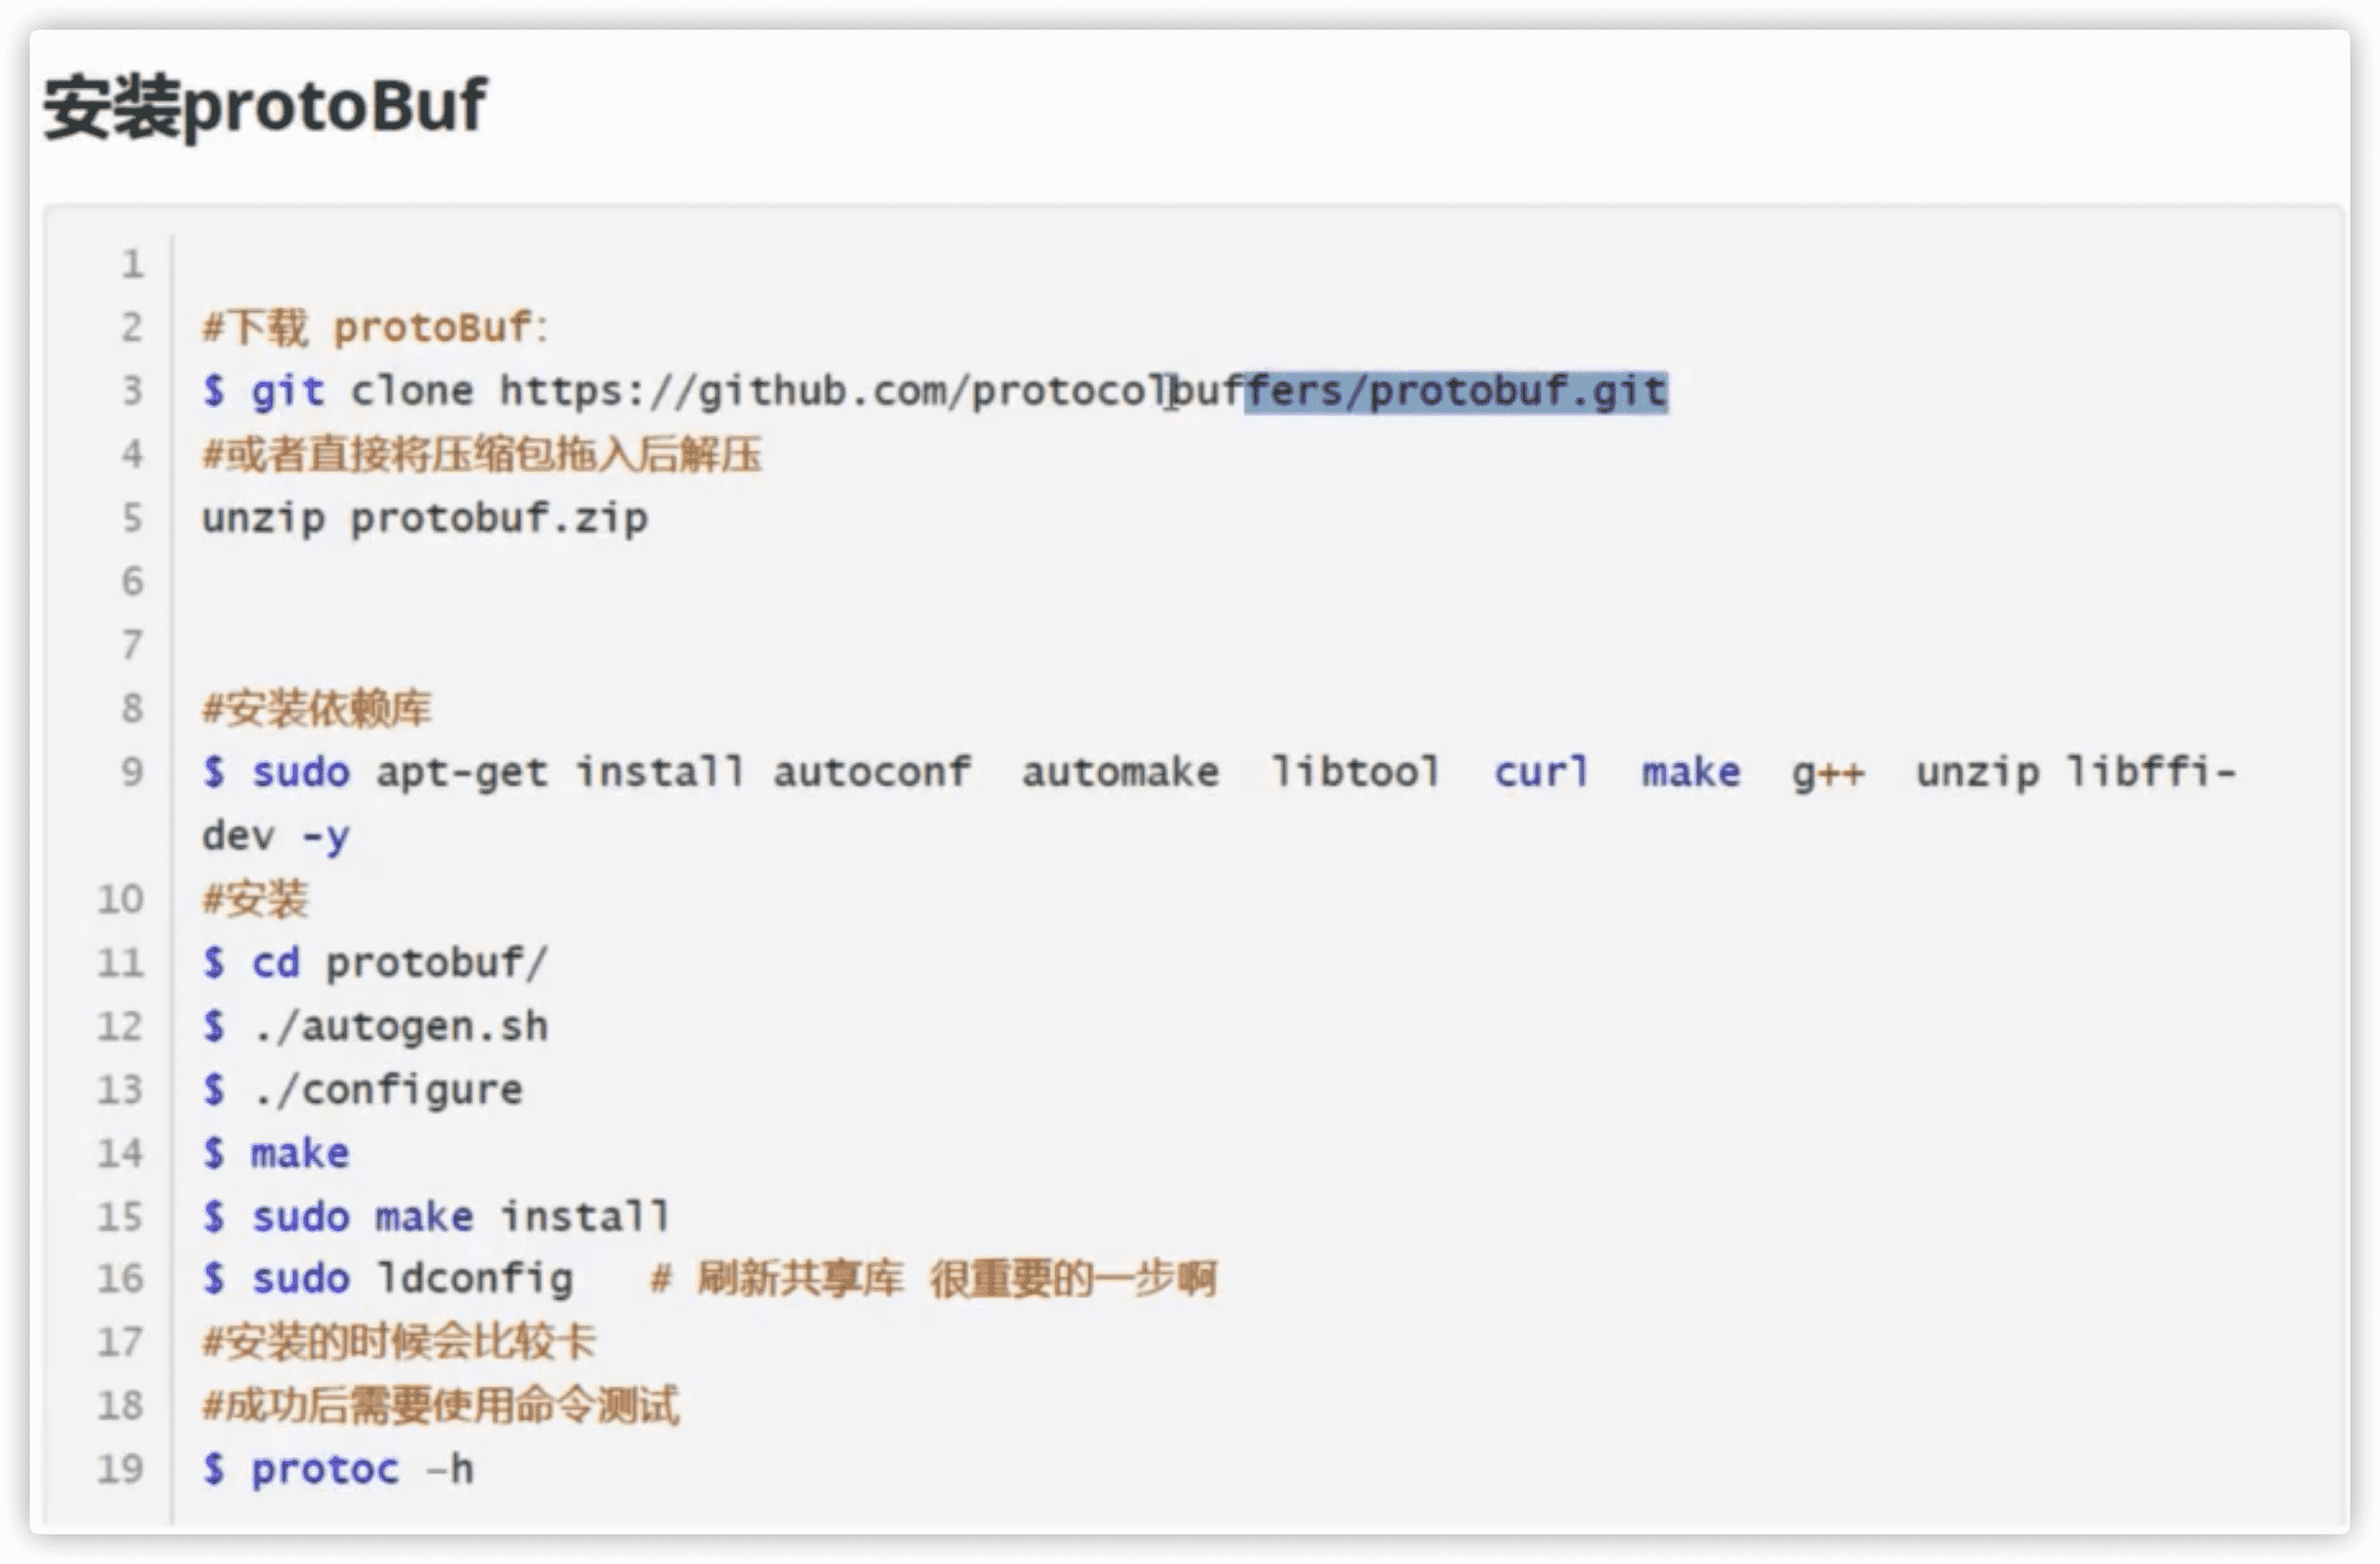 安装protoBuf
1
2 #下载 protoBuf:
3 $ git clone https://github.com/protocolbuffers/protobuf.git
4 #或者直接将压缩包拖入后解压
5 unzip protobuf.zip
6
7
8 #安装依赖库
9 $ sudo apt-get install autoconf  automake  libtool  curl  make  g++  unzip libffi-
dev -y
10 #安装
11 $ cd protobuf/
12 $ ./autogen.sh
13 $ ./configure
14 $ make
15 $ sudo make install
16 $ sudo ldconfig   # 刷新共享库 很重要的一步啊
17 #安装的时候会比较卡
18 #成功后需要使用命令测试
19 $ protoc -h